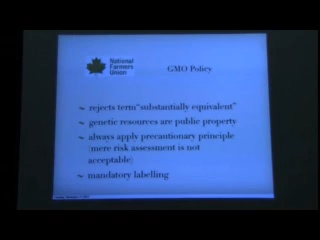 National
Farmers
Union
GMO Policy
~ rejects term "substantially equivalent"
~ genetic resources are public property
~ always apply precautionary principle
(mere risk assessment is not
acceptable)
~ mandatory labelling